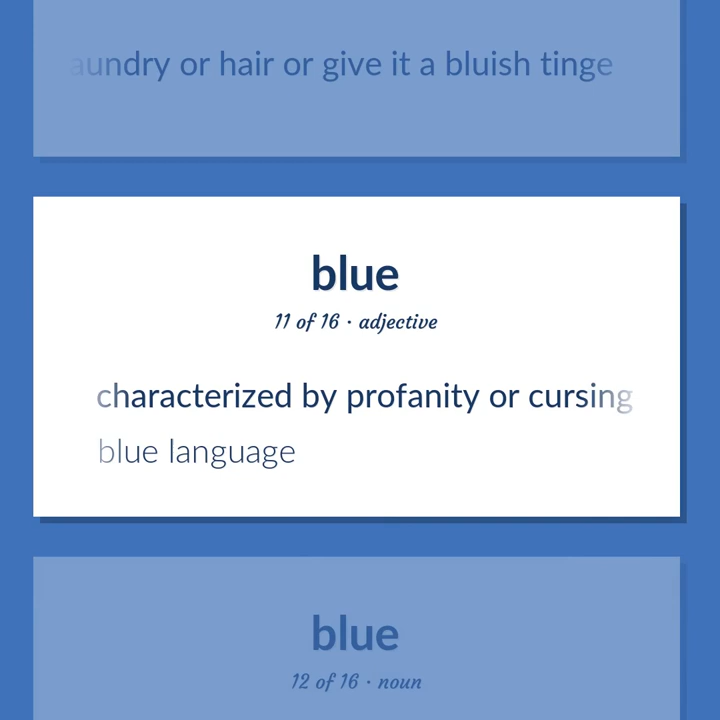 aundry or hair or give it a bluish tinge
blue
11 of 16 · adjective
characterized by profanity or cursing
blue language
blue
12 of 16 · noun